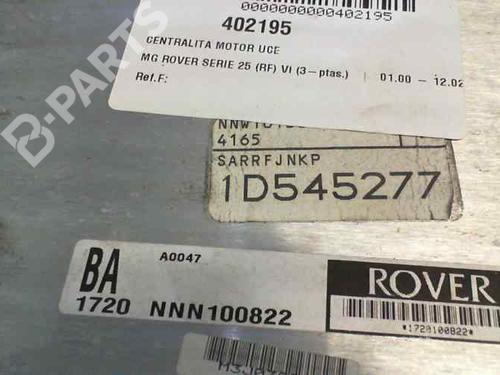 0000000000402195
402195
CENTRALITA MOTOR UCE
MG ROVER SERIE 25 (RF) VI (3-ptas.) | 01.00 - 12.02
Ref.F:
4165
SARRFJNKP
1D545277
BA A0047
1720 NNN100822
ROVER
*1720100822*
B-PARTS